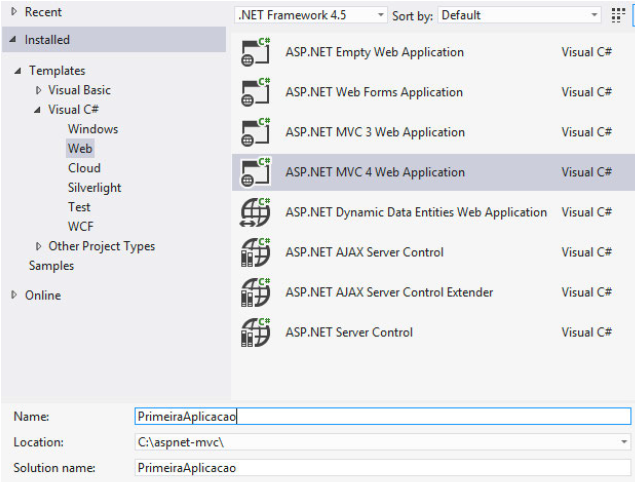 Recent
.NET Framework 4.5 Sort by: Default
Installed
Templates
Visual Basic
Visual C#
Windows
Web
Cloud
Silverlight
Test
WCF
Other Project Types
Samples
Online
C# ASP.NET Empty Web Application Visual C#
C# ASP.NET Web Forms Application Visual C#
C# ASP.NET MVC 3 Web Application Visual C#
C# ASP.NET MVC 4 Web Application Visual C#
C# ASP.NET Dynamic Data Entities Web Application Visual C#
C# ASP.NET AJAX Server Control Visual C#
C# ASP.NET AJAX Server Control Extender Visual C#
C# ASP.NET Server Control Visual C#
Name: PrimeiraAplicacao
Location: C:\aspnet-mvc\
Solution name: PrimeiraAplicacao